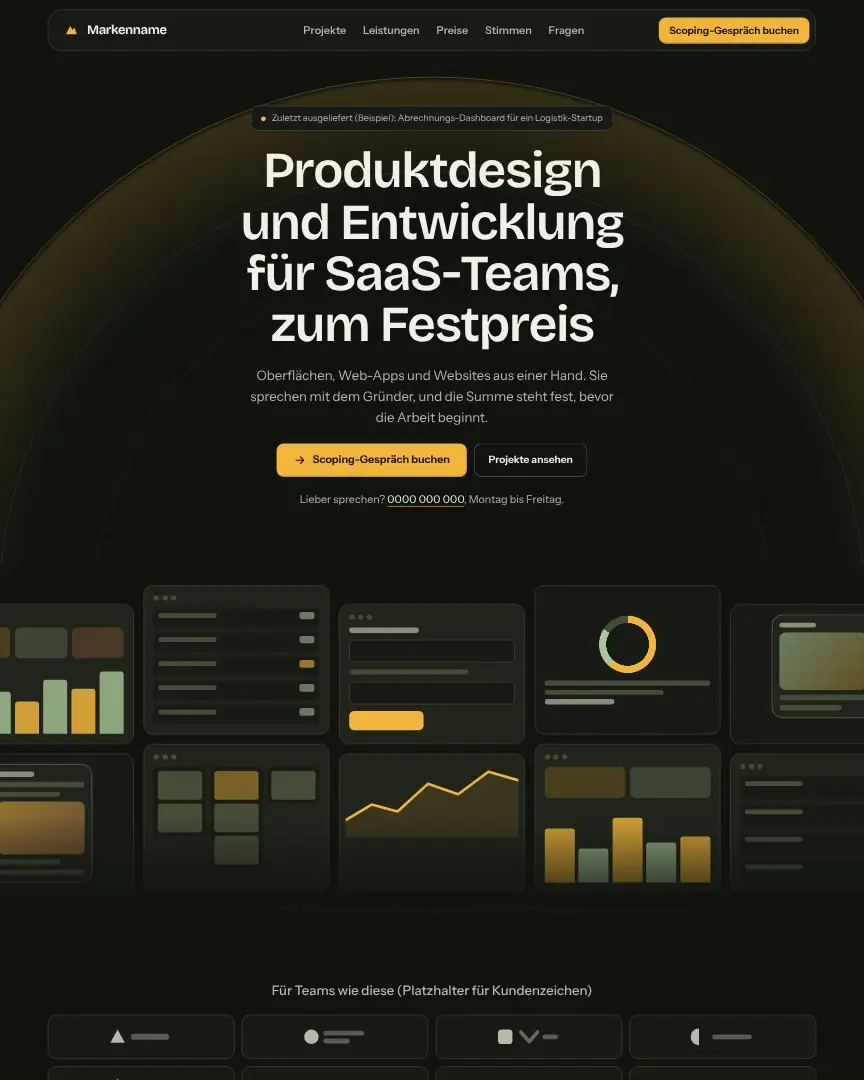 Markenname
Projekte
Leistungen
Preise
Stimmen
Fragen
Scoping-Gespräch buchen
Zuletzt ausgeliefert (Beispiel): Abrechnungs-Dashboard für ein Logistik-Startup
Produktdesign
und Entwicklung
für SaaS-Teams,
zum Festpreis
Oberflächen, Web-Apps und Websites aus einer Hand. Sie
sprechen mit dem Gründer, und die Summe steht fest, bevor
die Arbeit beginnt.
→ Scoping-Gespräch buchen
Projekte ansehen
Lieber sprechen? 0000 000 000, Montag bis Freitag.
Für Teams wie diese (Platzhalter für Kundenzeichen)